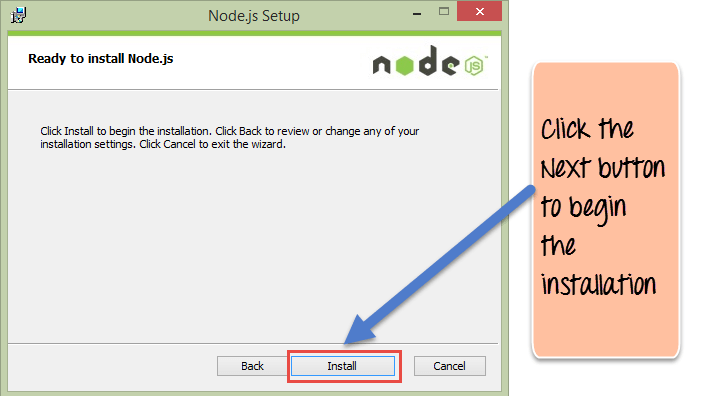 Node.js Setup
Ready to install Node.js
node
JS
Click Install to begin the installation. Click Back to review or change any of your
installation settings. Click Cancel to exit the wizard.
Back
Install
Cancel
Click the
Next button
to begin
the
installation